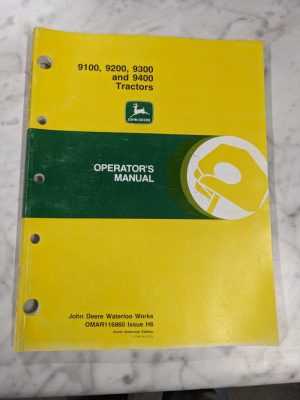 9100, 9200, 9300
and 9400
Tractors
JOHN DEERE
OPERATOR'S
MANUAL
John Deere Waterloo Works
OMAR116860 Issue H6
North American Edition